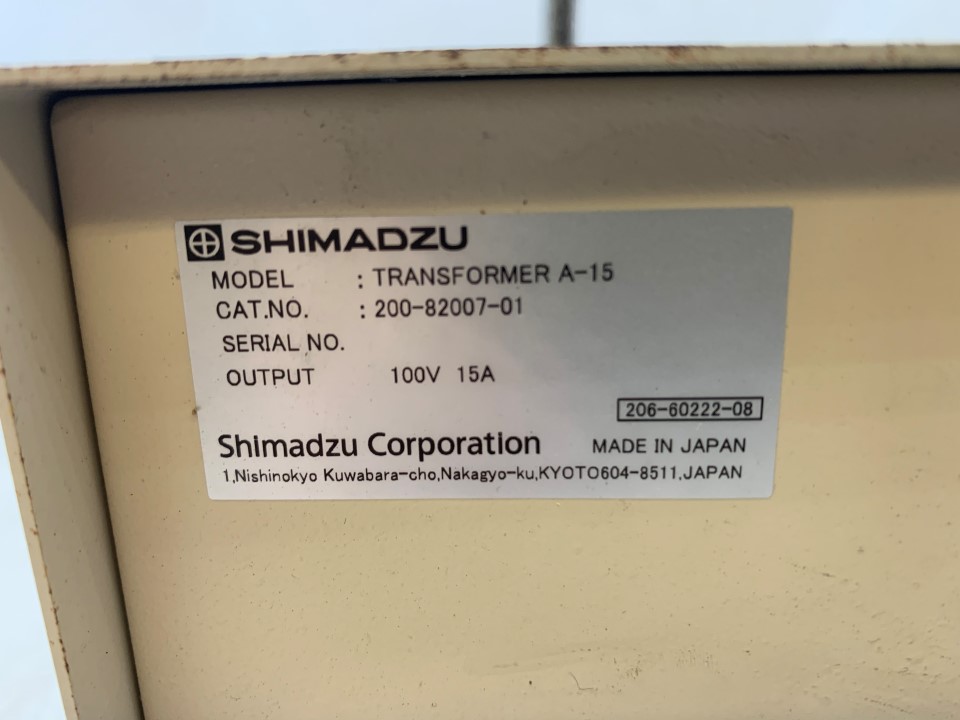 SHIMADZU
MODEL : TRANSFORMER A-15
CAT.NO. : 200-82007-01
SERIAL NO.
OUTPUT 100V 15A
206-60222-08
Shimadzu Corporation MADE IN JAPAN
1,Nishinokyo Kuwabara-cho,Nakagyo-ku,KYOTO604-8511,JAPAN